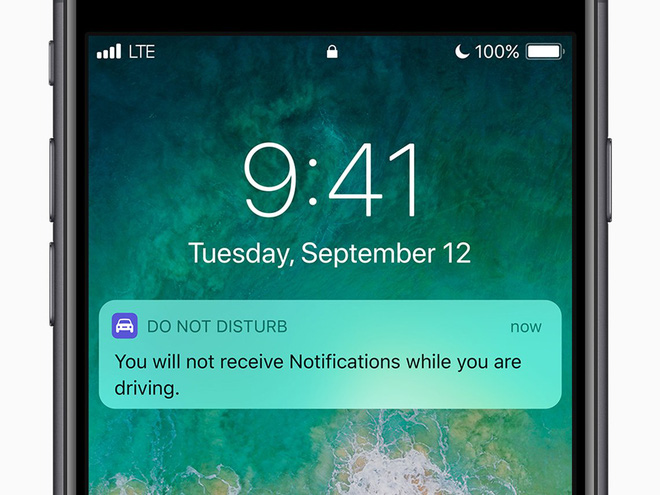 LTE 100%
9:41
Tuesday, September 12
DO NOT DISTURB now
You will not receive Notifications while you are
driving.